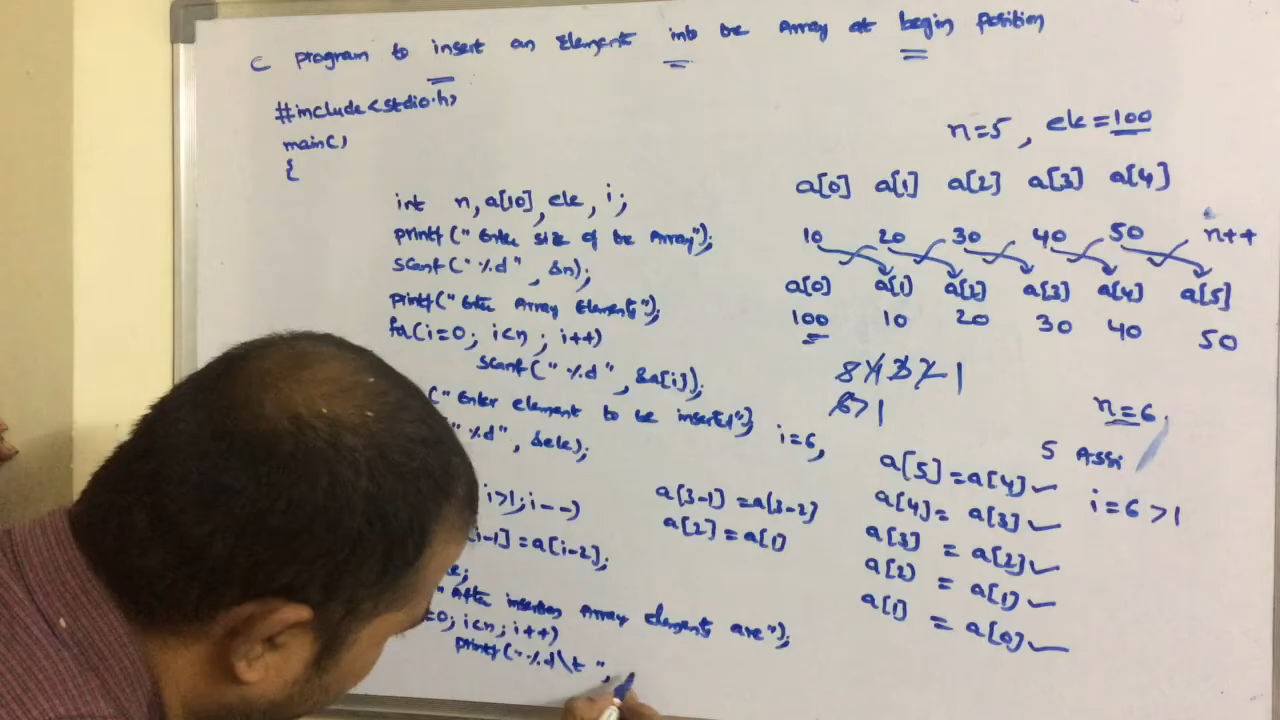 C program to insert an Element into the Array at begin position
#include<stdio.h>
main()
{
int n, a[10], ele, i;
printf("Enter size of the Array");
scanf("%d", &n);
printf("Enter Array Elements");
for(i=0; i<n; i++)
scanf("%d", &a[i]);
("Enter element to be inserted");
"%d", &ele);
i>1; i--)
i-1]=a[i-2];
"After insertion Array elements are");
=0; i<n; i++)
printf("%d\t",
n=5, ele=100
a[0] a[1] a[2] a[3] a[4]
10 20 30 40 50 n++
a[0] a[1] a[2] a[3] a[4] a[5]
100 10 20 30 40 50
6>1
n=6,
i=6,
5 Assi
i=6>1
a[3-1]=a[3-2]
a[2]=a[1]
a[5]=a[4]✓
a[4]=a[3]✓
a[3]=a[2]✓
a[2]=a[1]✓
a[1]=a[0]✓